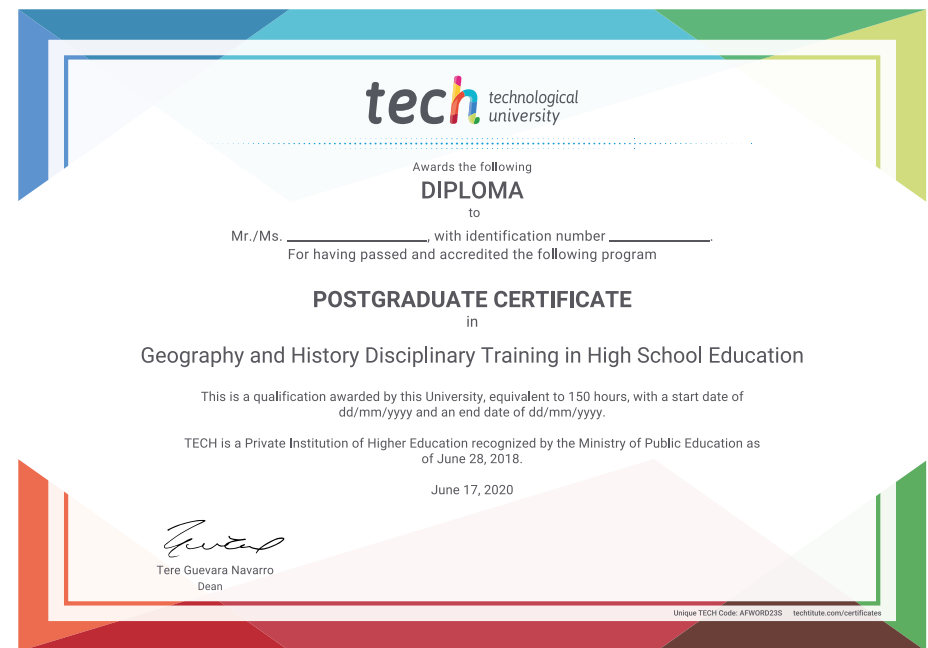 tech technological
university
Awards the following
DIPLOMA
to
Mr./Ms. ____________________, with identification number ______________.
For having passed and accredited the following program
POSTGRADUATE CERTIFICATE
in
Geography and History Disciplinary Training in High School Education
This is a qualification awarded by this University, equivalent to 150 hours, with a start date of
dd/mm/yyyy and an end date of dd/mm/yyyy.
TECH is a Private Institution of Higher Education recognized by the Ministry of Public Education as
of June 28, 2018.
June 17, 2020
Tere Guevara Navarro
Dean
Unique TECH Code: AFWORD23S techtitute.com/certificates